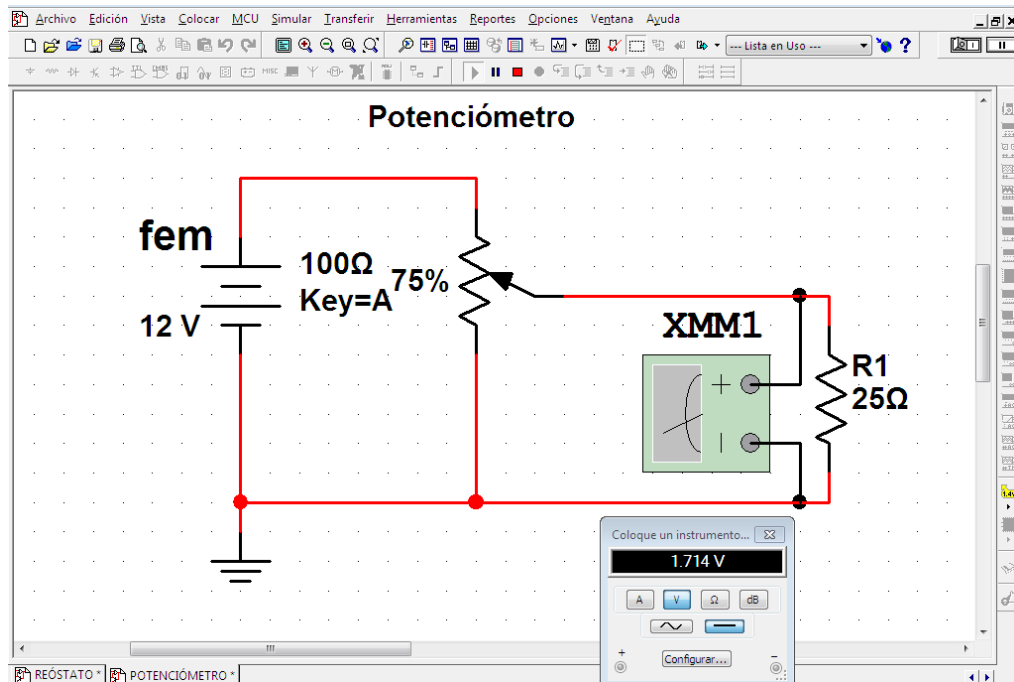 Archivo Edición Vista Colocar MCU Simular Transferir Herramientas Reportes Opciones Ventana Ayuda
--- Lista en Uso ---
MISC
Potenciómetro
fem
12 V
100Ω
Key=A
75%
XMM1
R1
25Ω
Coloque un instrumento...
1.714 V
A V Ω dB
Configurar...
REÓSTATO * POTENCIÓMETRO *